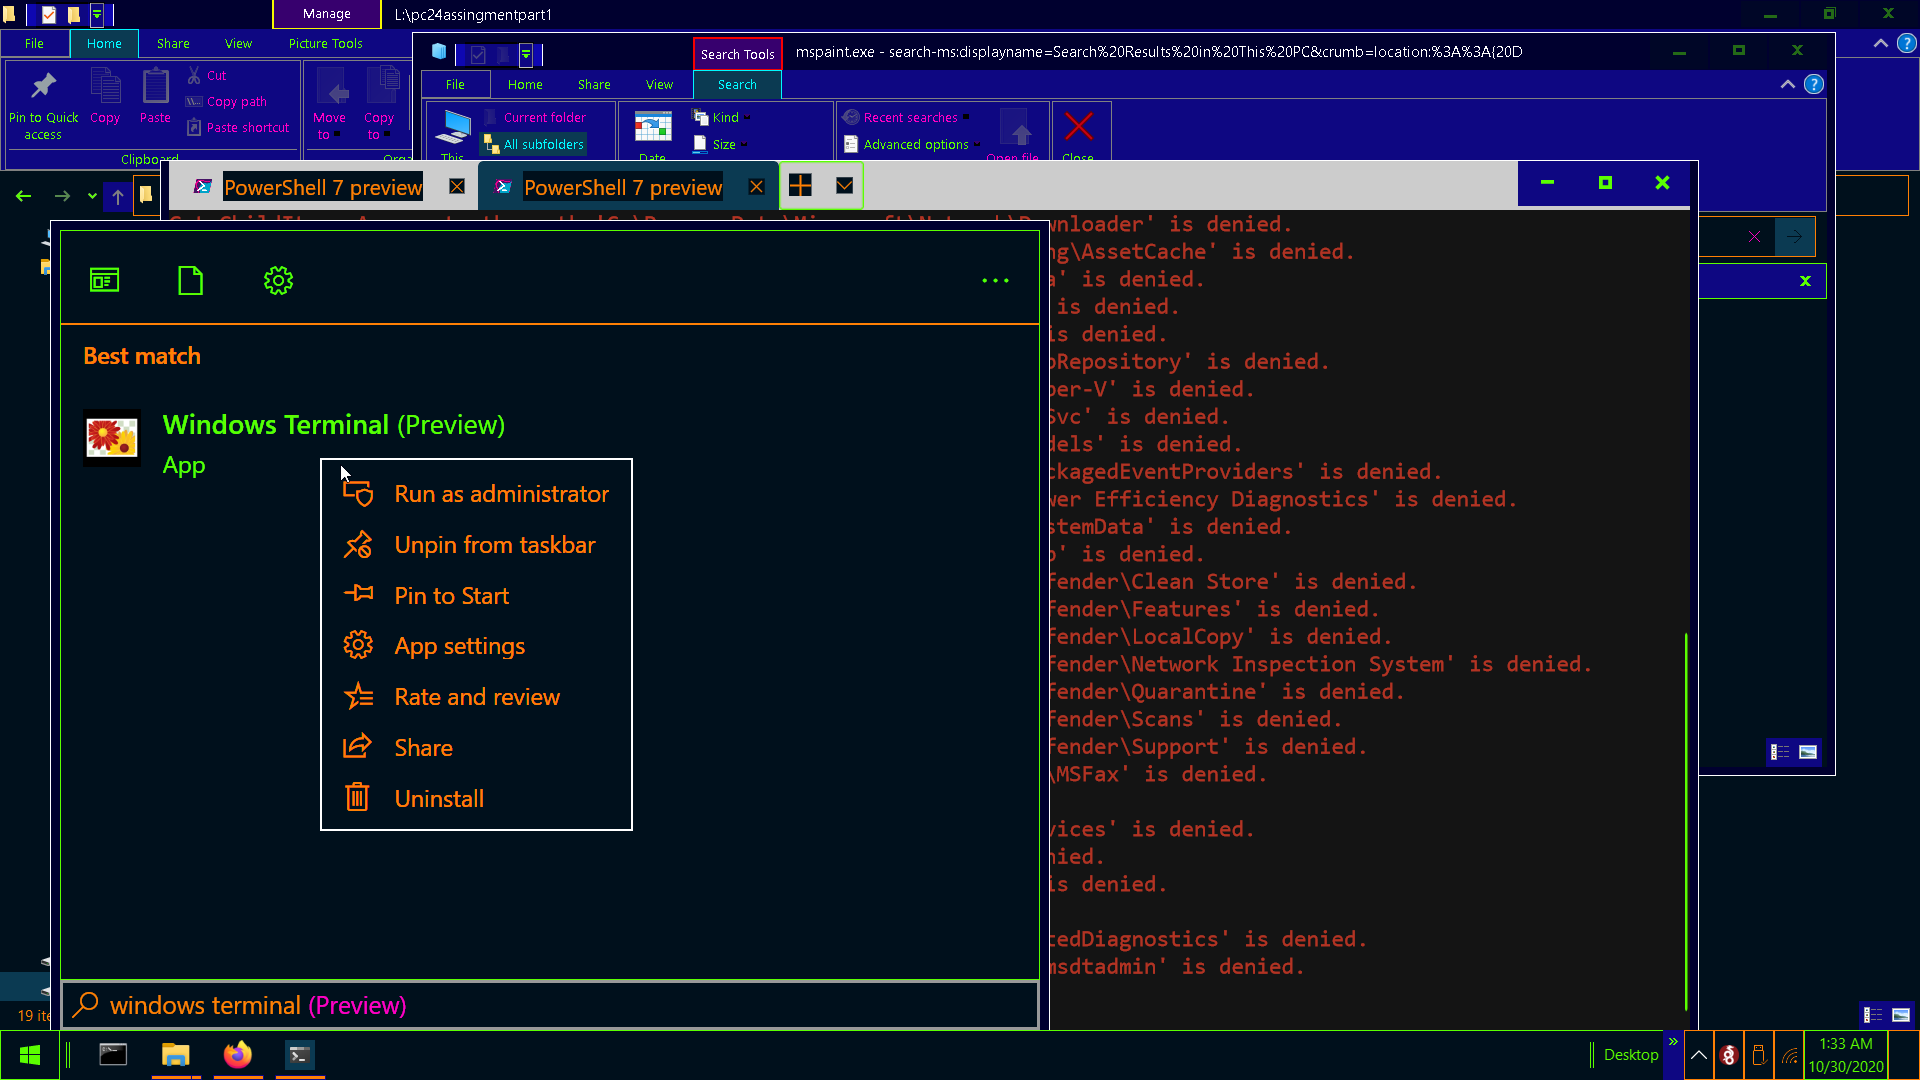 Manage
L:\pc24assingmentpart1
File Home Share View Picture Tools
Pin to Quick access
Copy
Paste
Cut
Copy path
Paste shortcut
Move to
Copy to
Clipboard
Search Tools
mspaint.exe - search-ms:displayname=Search%20Results%20in%20This%20PC&crumb=location:%3A%3A{20D
File Home Share View Search
This
Current folder
All subfolders
Date
Kind
Size
Recent searches
Advanced options
Open file
Close
PowerShell 7 preview
PowerShell 7 preview
wnloader' is denied.
ng\AssetCache' is denied.
a' is denied.
is denied.
is denied.
pRepository' is denied.
per-V' is denied.
Svc' is denied.
dels' is denied.
ckagedEventProviders' is denied.
wer Efficiency Diagnostics' is denied.
stemData' is denied.
p' is denied.
fender\Clean Store' is denied.
fender\Features' is denied.
fender\LocalCopy' is denied.
fender\Network Inspection System' is denied.
fender\Quarantine' is denied.
fender\Scans' is denied.
fender\Support' is denied.
\MSFax' is denied.
vices' is denied.
nied.
is denied.
cedDiagnostics' is denied.
msdtadmin' is denied.
Best match
Windows Terminal (Preview)
App
Run as administrator
Unpin from taskbar
Pin to Start
App settings
Rate and review
Share
Uninstall
windows terminal (Preview)
19 ite
Desktop
1:33 AM
10/30/2020